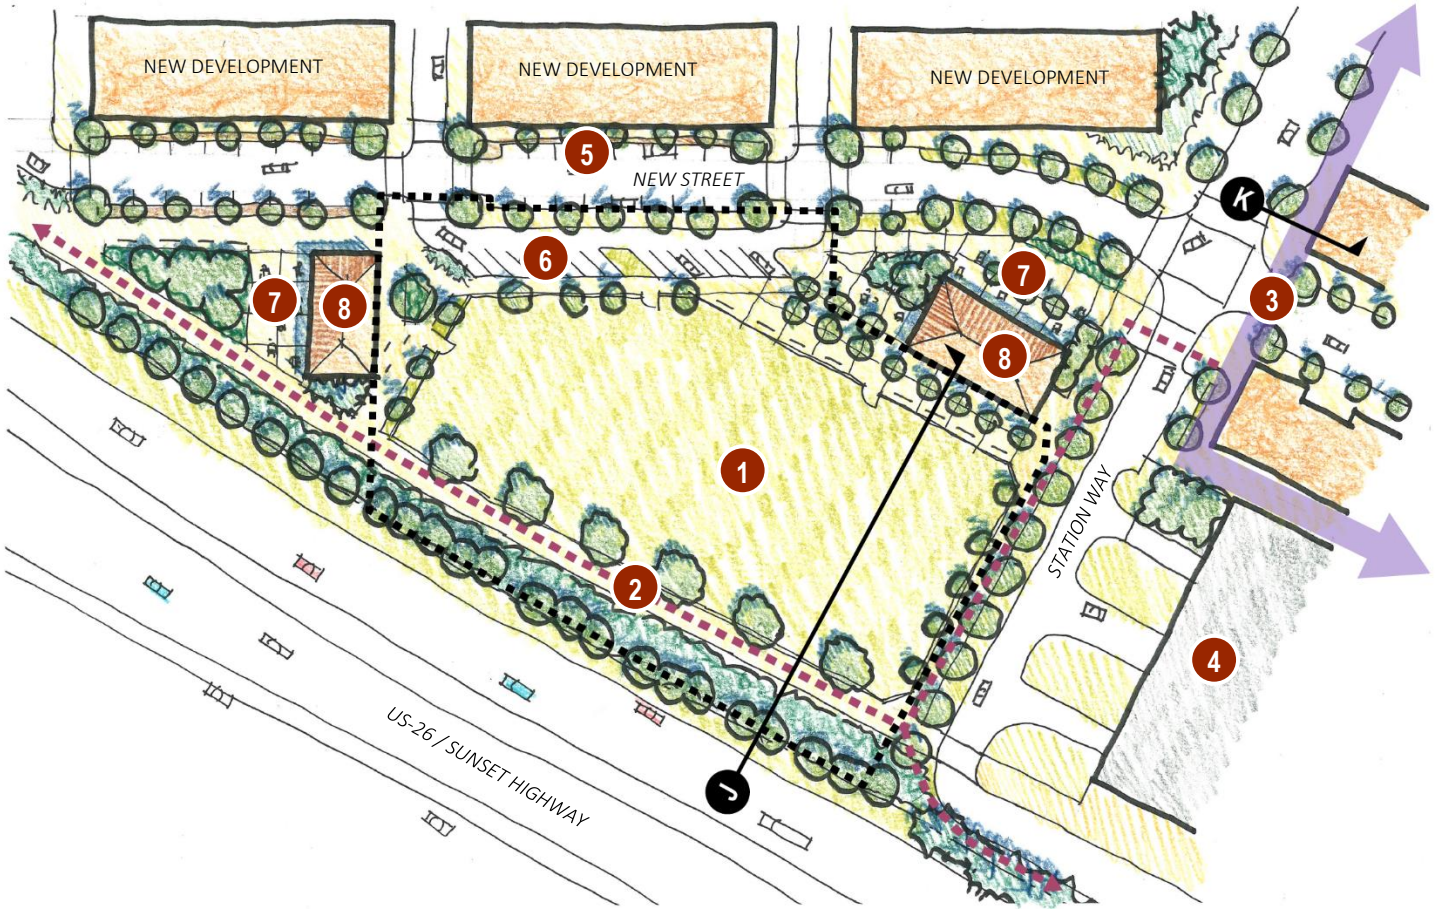 NEW DEVELOPMENT
NEW DEVELOPMENT
NEW DEVELOPMENT
5
NEW STREET
K
6
7
8
7
3
8
1
STATION WAY
2
4
US-26 / SUNSET HIGHWAY
J